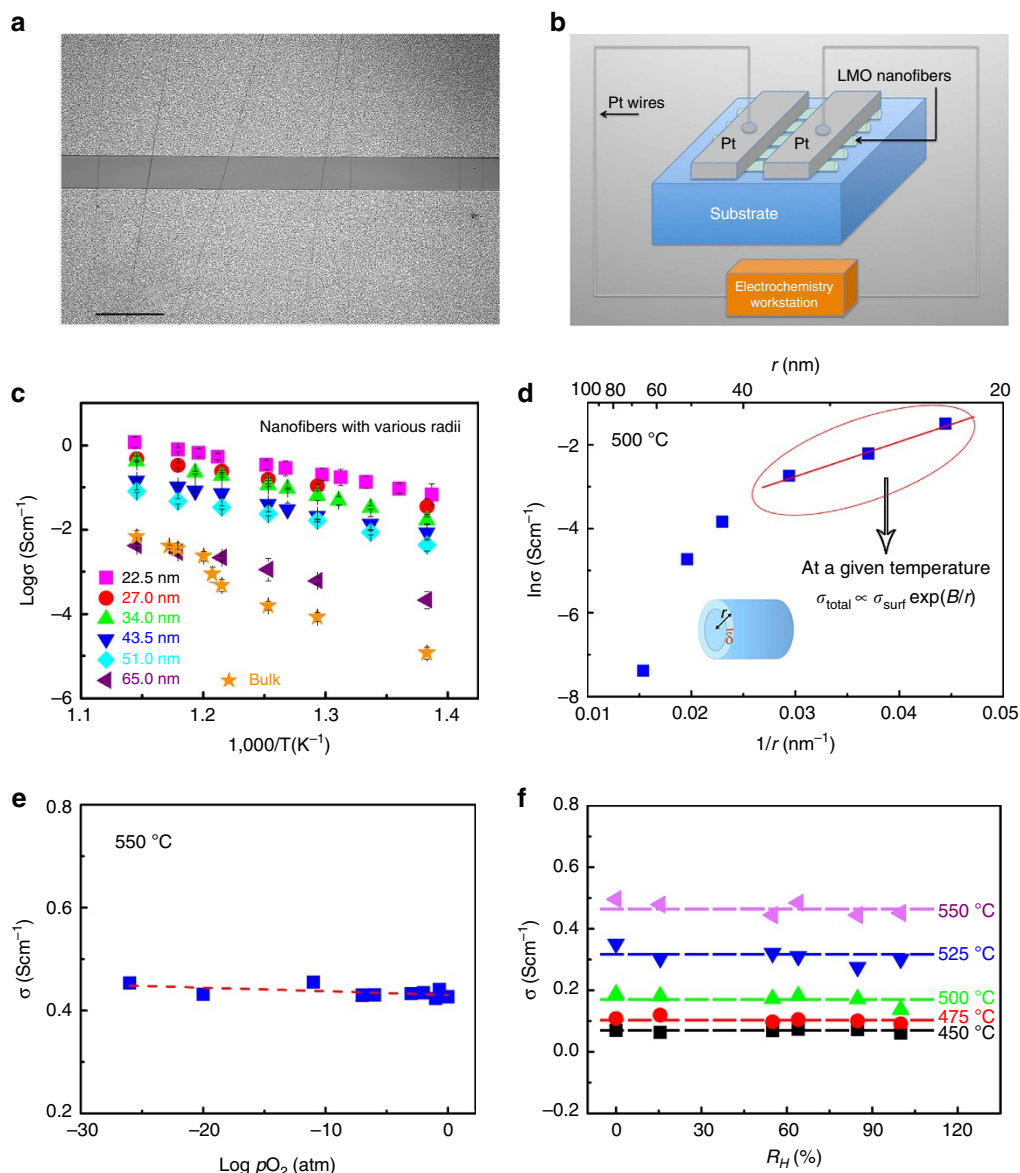 a
b
Pt wires
LMO nanofibers
Pt
Pt
Substrate
Electrochemistry
workstation
c
Nanofibers with various radii
0
−2
−4
−6
Logσ (Scm⁻¹)
22.5 nm
27.0 nm
34.0 nm
43.5 nm
51.0 nm
65.0 nm
Bulk
1.1
1.2
1.3
1.4
1,000/T(K⁻¹)
d
r (nm)
100
80
60
40
20
500 °C
−2
−4
−6
−8
lnσ (Scm⁻¹)
At a given temperature
σtotal ∝ σsurf exp(B/r)
r
δ
0.01
0.02
0.03
0.04
0.05
1/r (nm⁻¹)
e
550 °C
0.8
0.6
0.4
0.2
σ (Scm⁻¹)
−30
−20
−10
0
Log pO₂ (atm)
f
0.8
0.6
0.4
0.2
0.0
−0.2
σ (Scm⁻¹)
550 °C
525 °C
500 °C
475 °C
450 °C
0
30
60
90
120
R_H (%)